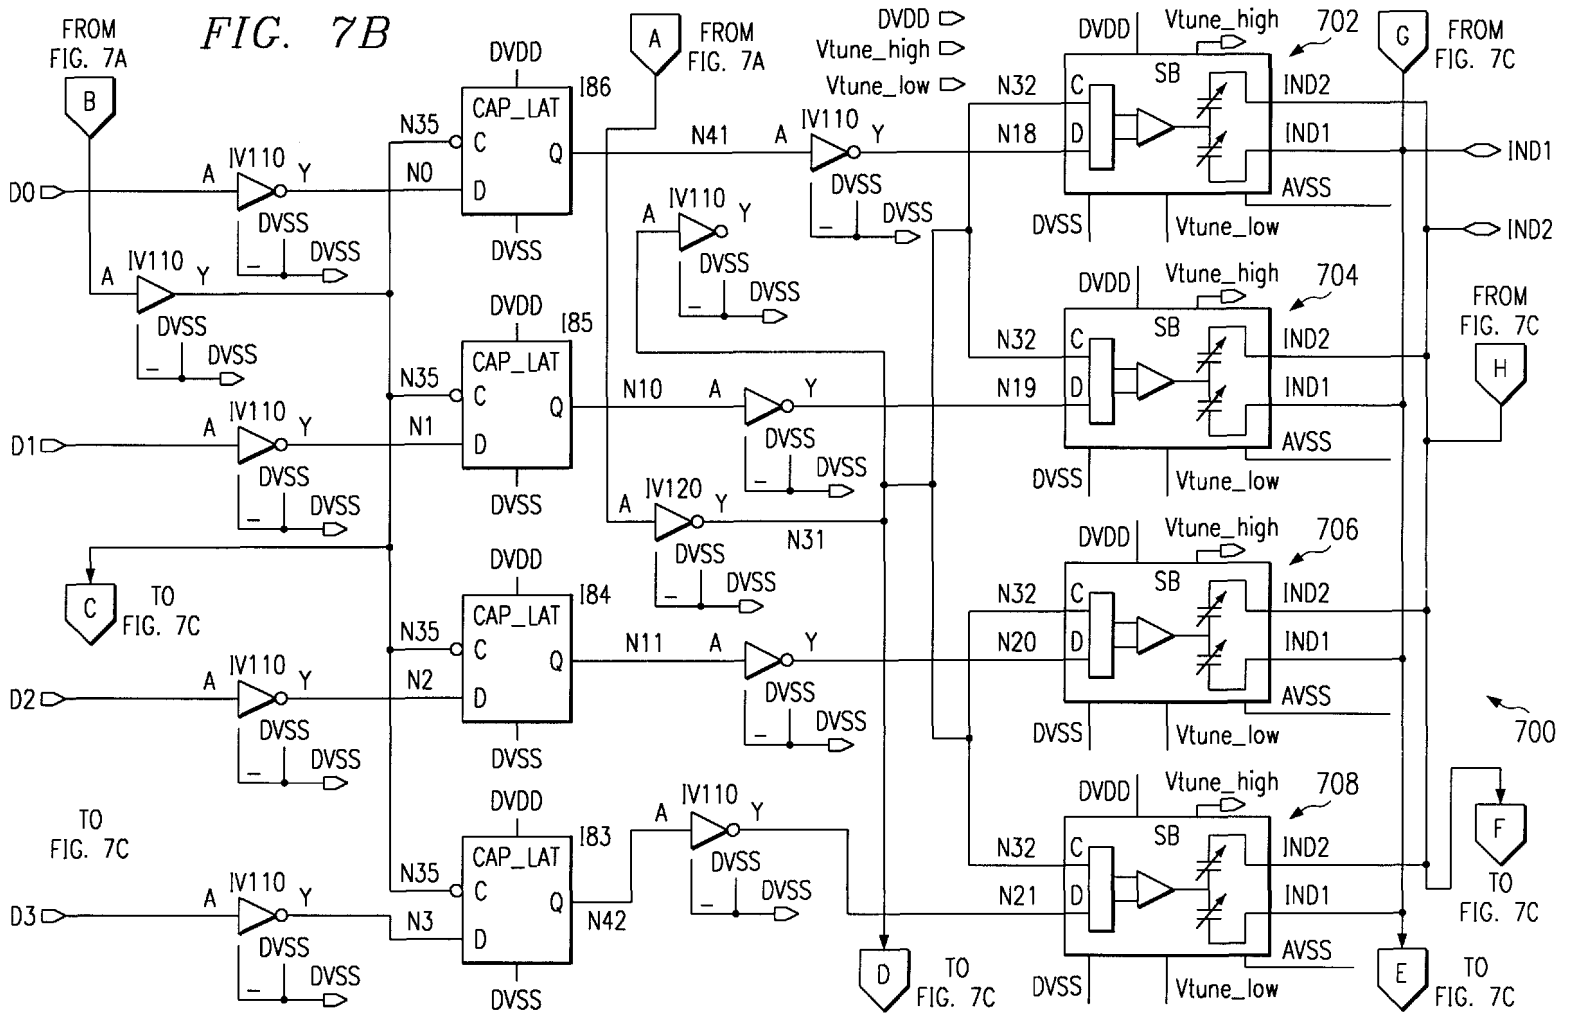 FIG. 7B
FROM
FIG. 7A
B
A
FROM
FIG. 7A
DVDD
Vtune_high
Vtune_low
G
FROM
FIG. 7C
DVDD
Vtune_high
702
SB
N32
C
N18
D
IND2
IND1
AVSS
DVSS
Vtune_low
IND1
IND2
D0
A
IV110
Y
N0
DVSS
DVSS
DVDD
I86
CAP_LAT
N35
C
Q
D
DVSS
N41
A
IV110
Y
DVSS
DVSS
A
IV110
Y
DVSS
DVSS
A
IV110
Y
DVSS
DVSS
DVDD
Vtune_high
704
SB
N32
C
N19
D
IND2
IND1
AVSS
DVSS
Vtune_low
FROM
FIG. 7C
H
D1
A
IV110
Y
N1
DVSS
DVSS
DVDD
I85
CAP_LAT
N35
C
Q
D
DVSS
N10
A
Y
DVSS
DVSS
A
IV120
Y
N31
DVSS
DVSS
C
TO
FIG. 7C
DVDD
Vtune_high
706
SB
N32
C
N20
D
IND2
IND1
AVSS
DVSS
Vtune_low
700
D2
A
IV110
Y
N2
DVSS
DVSS
DVDD
I84
CAP_LAT
N35
C
Q
D
DVSS
N11
A
Y
DVSS
DVSS
TO
FIG. 7C
D3
A
IV110
Y
N3
DVSS
DVSS
DVDD
I83
CAP_LAT
N35
C
Q
D
DVSS
N42
A
IV110
Y
DVSS
DVSS
DVDD
Vtune_high
708
SB
N32
C
N21
D
IND2
IND1
AVSS
DVSS
Vtune_low
D
TO
FIG. 7C
E
TO
FIG. 7C
F
TO
FIG. 7C